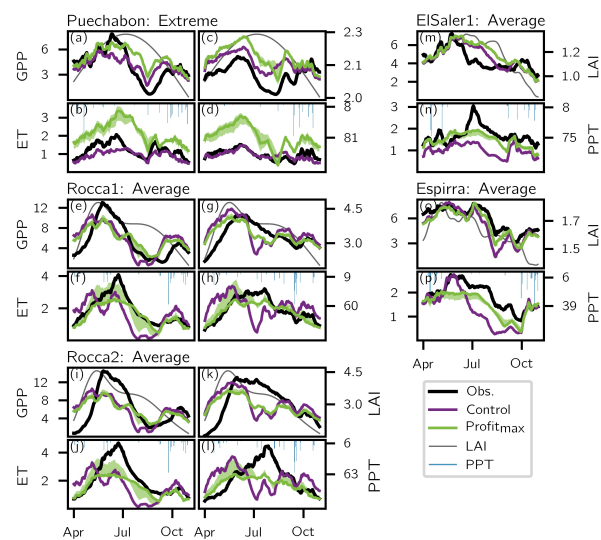 Puechabon: Extreme
ElSaler1: Average
(a)
(c)
(m)
GPP
6
3
2.3
2.1
2.0
6
4
2
1.2
1.0
LAI
(b)
(d)
(n)
ET
3
2
1
8
81
3
2
1
8
75
PPT
Rocca1: Average
Espirra: Average
(e)
(g)
(o)
GPP
12
8
4
4.5
3.0
6
3
1.7
1.5
LAI
(f)
(h)
(p)
ET
4
2
9
60
2
1
6
39
PPT
Apr
Jul
Oct
Rocca2: Average
(i)
(k)
GPP
12
8
4
4.5
3.0
LAI
(j)
(l)
ET
4
2
6
63
PPT
Apr
Jul
Oct
Apr
Jul
Oct
Obs.
Control
Profitmax
LAI
PPT